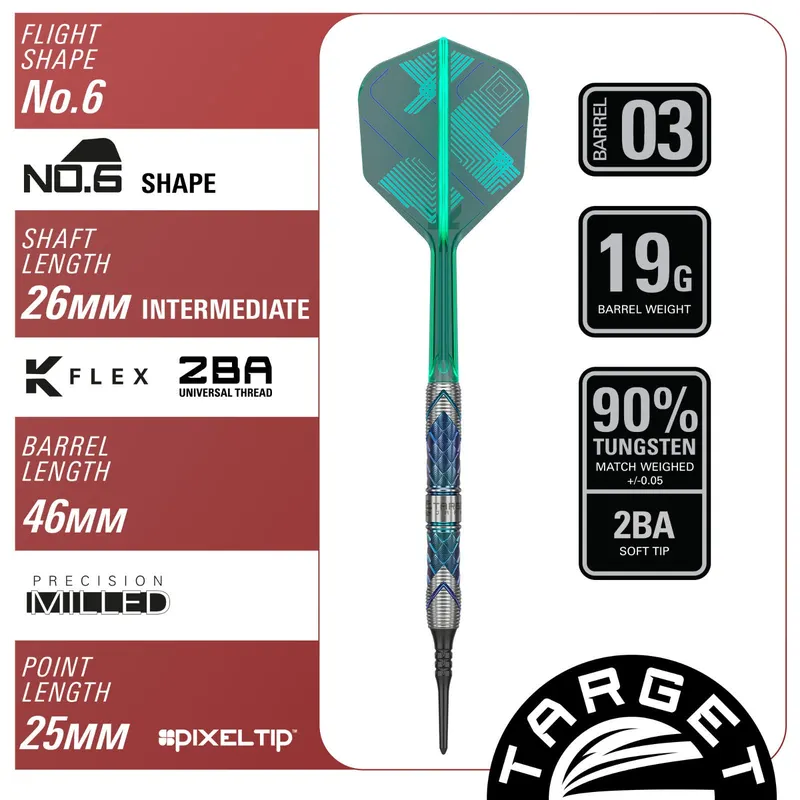 FLIGHT
SHAPE
No.6
NO.6 SHAPE
SHAFT
LENGTH
26MM INTERMEDIATE
K FLEX 2BA
UNIVERSAL THREAD
BARREL
LENGTH
46MM
PRECISION
MILLED
POINT
LENGTH
25MM PIXELTIP
BARREL 03
19G
BARREL WEIGHT
90%
TUNGSTEN
MATCH WEIGHED
+/-0.05
2BA
SOFT TIP
TARGET